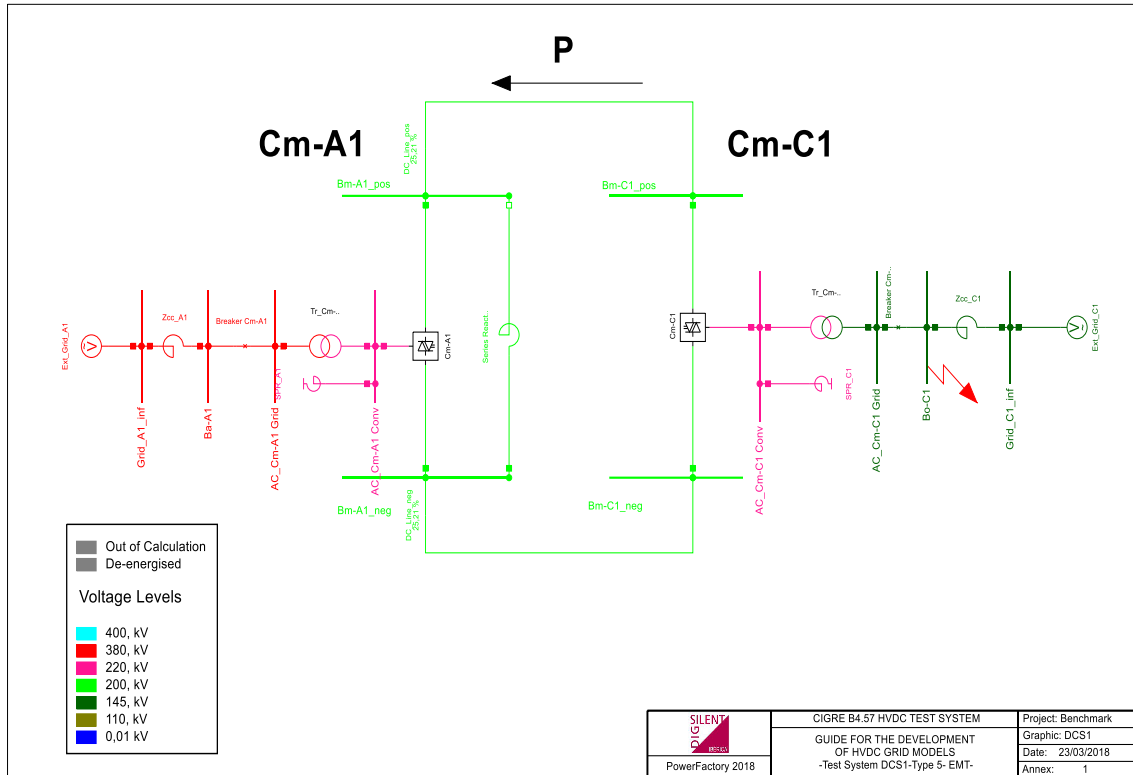 P
Cm-A1
Cm-C1
DC_Line_pos
25,21 %
Bm-A1_pos
Bm-C1_pos
Ext_Grid_A1
Zcc_A1
Breaker Cm-A1
Tr_Cm-..
SPR_A1
Cm-A1
Series React..
Cm-C1
Tr_Cm-..
Breaker Cm-..
Zcc_C1
Ext_Grid_C1
SPR_C1
Grid_A1_inf
Ba-A1
AC_Cm-A1 Grid
AC_Cm-A1 Conv
AC_Cm-C1 Conv
AC_Cm-C1 Grid
Bo-C1
Grid_C1_inf
Bm-A1_neg
DC_Line_neg
25,21 %
Bm-C1_neg
Out of Calculation
De-energised
Voltage Levels
400, kV
380, kV
220, kV
200, kV
145, kV
110, kV
0,01 kV
DIgSILENT
IBERICA
PowerFactory 2018
CIGRE B4.57 HVDC TEST SYSTEM
GUIDE FOR THE DEVELOPMENT
OF HVDC GRID MODELS
-Test System DCS1-Type 5- EMT-
Project: Benchmark
Graphic: DCS1
Date: 23/03/2018
Annex: 1